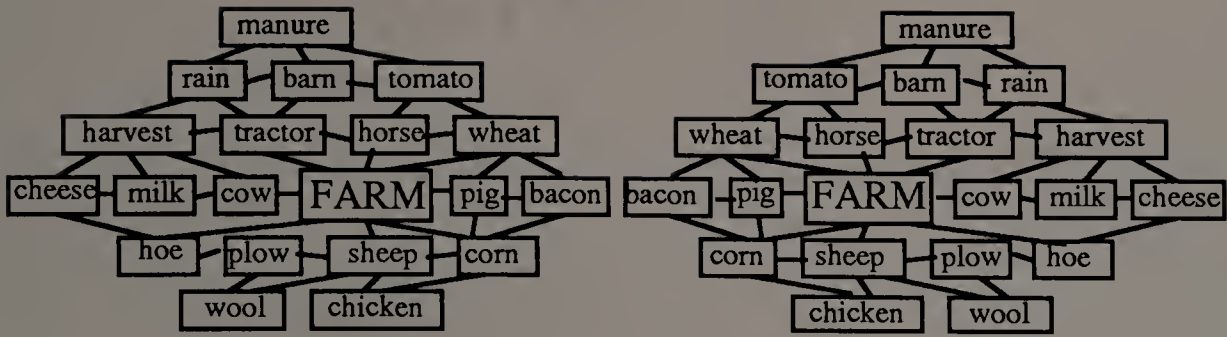 manure
rain barn tomato
harvest tractor horse wheat
cheese milk cow FARM pig bacon
hoe plow sheep corn
wool chicken
manure
tomato barn rain
wheat horse tractor harvest
bacon pig FARM cow milk cheese
corn sheep plow hoe
chicken wool